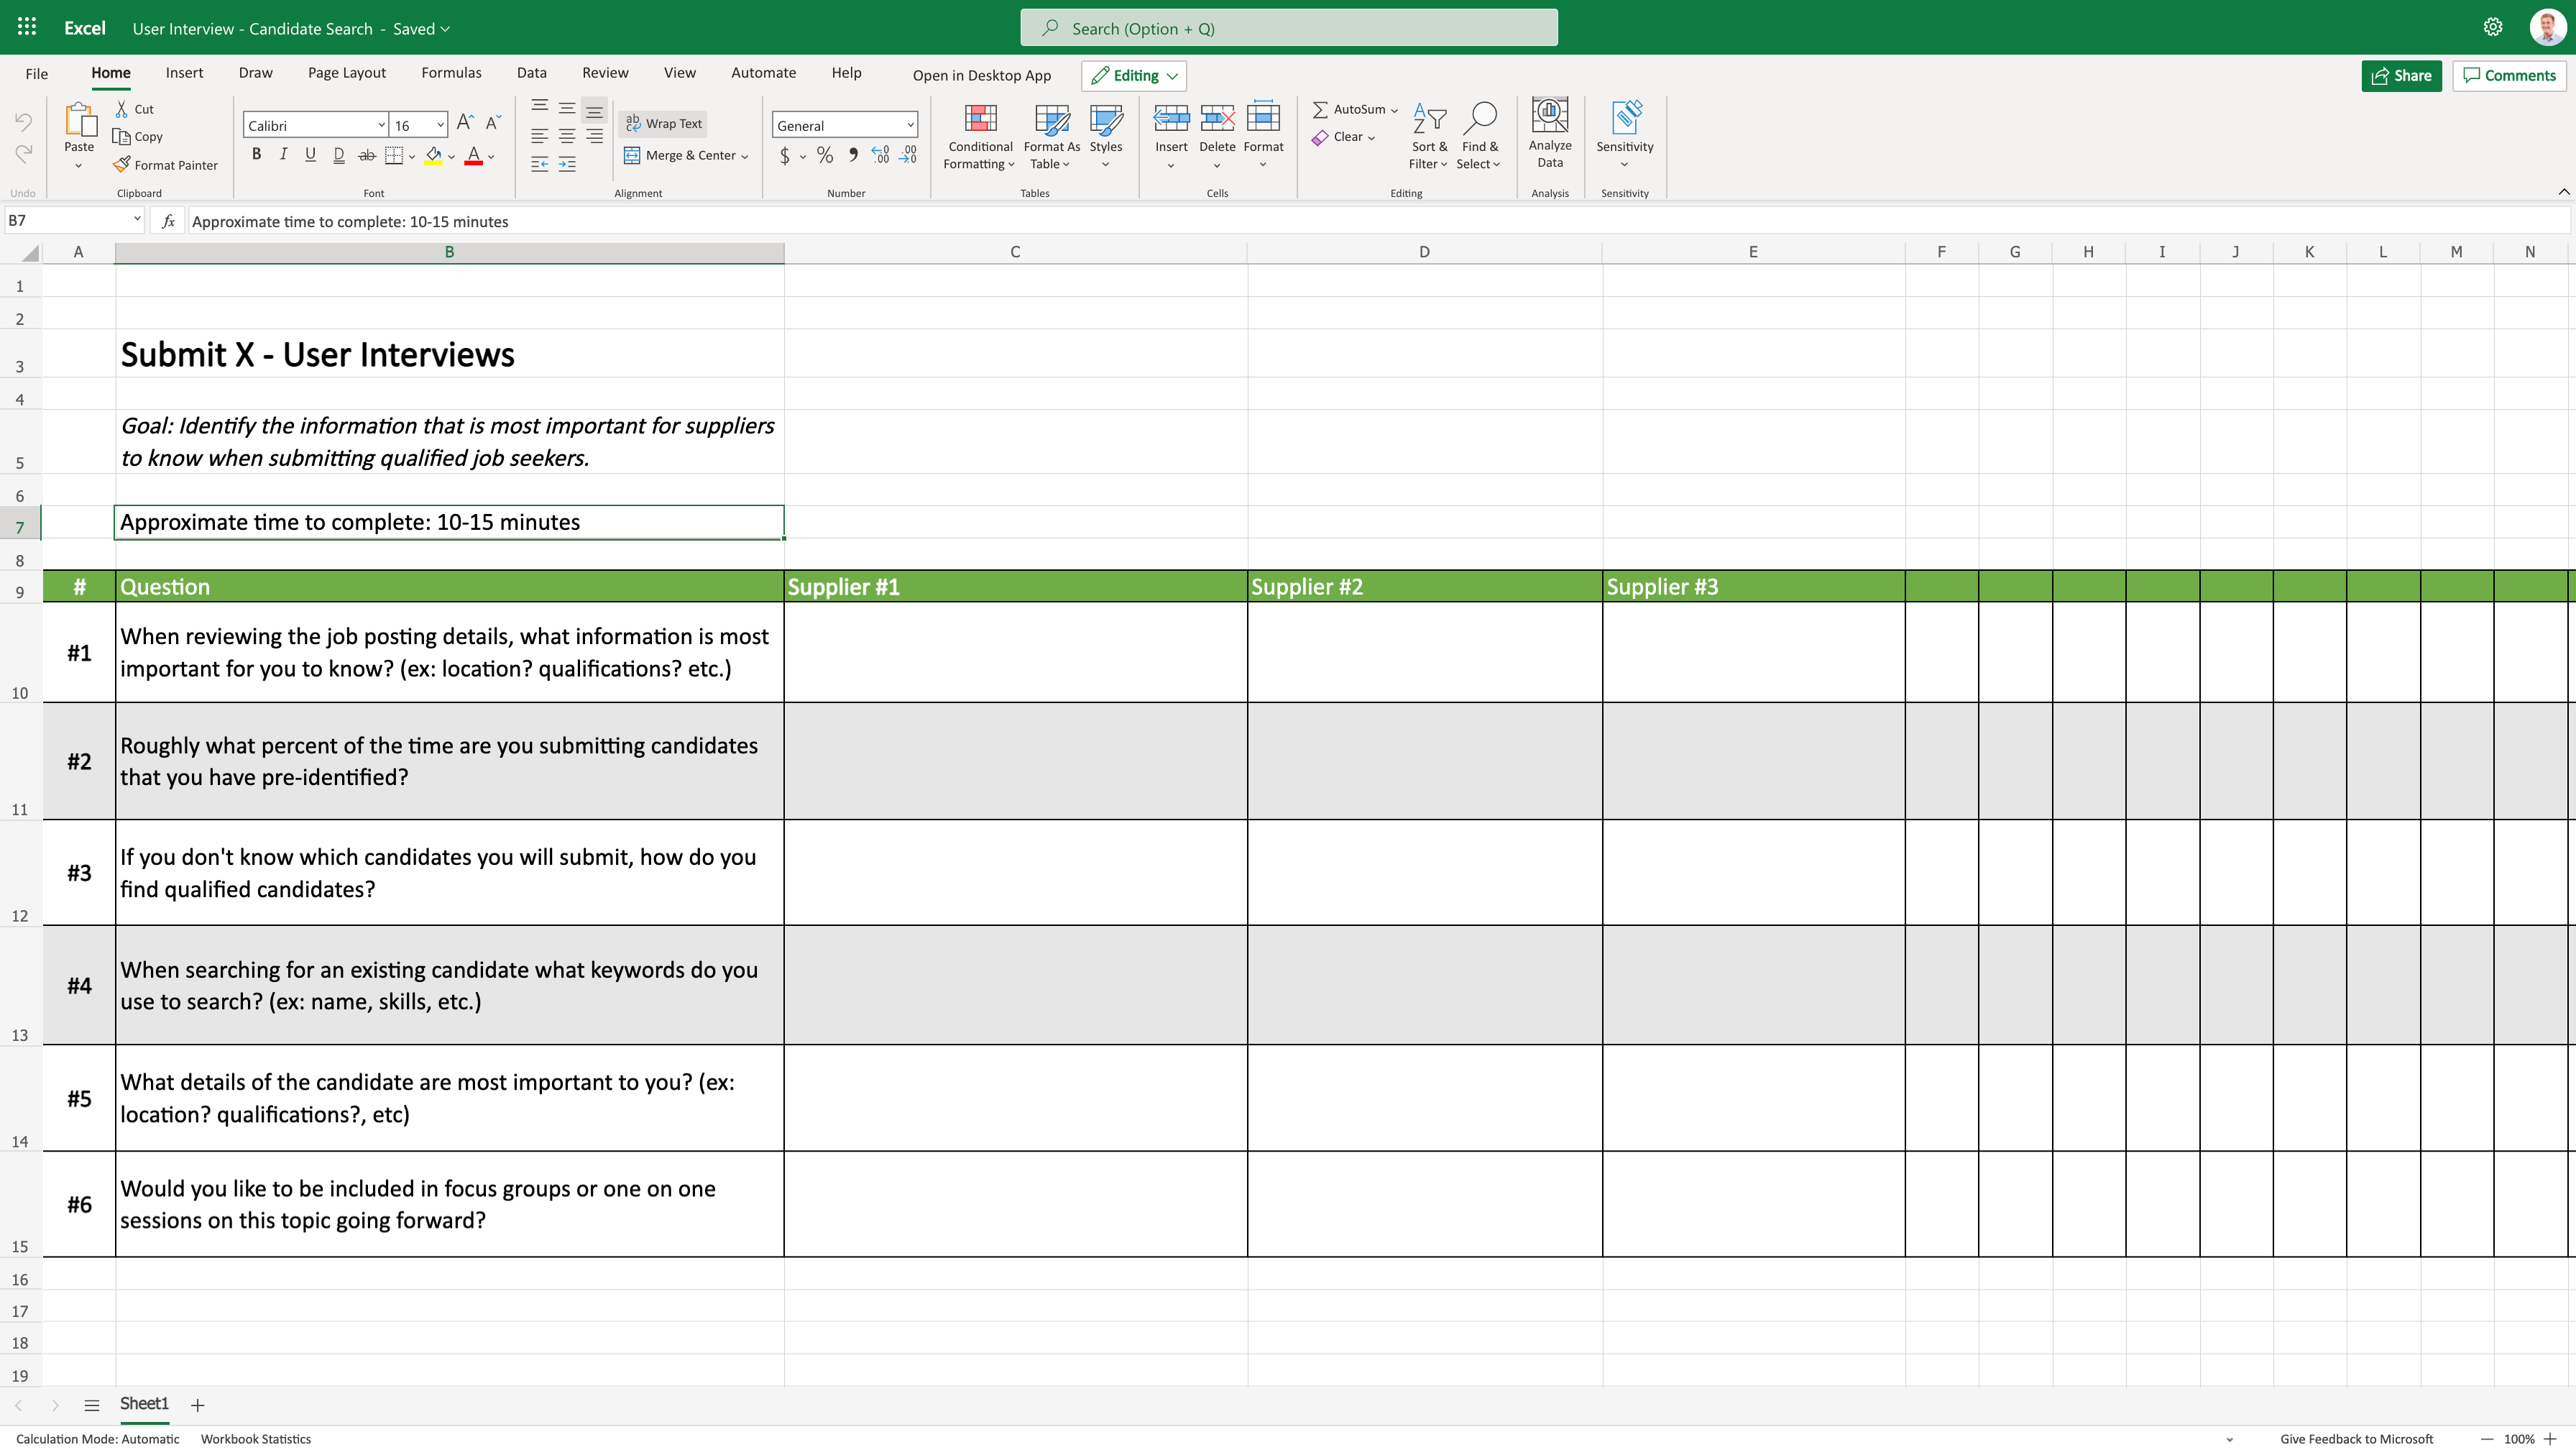 Excel
User Interview - Candidate Search - Saved
Search (Option + Q)
File
Home
Insert
Draw
Page Layout
Formulas
Data
Review
View
Automate
Help
Open in Desktop App
Editing
Share
Comments
Paste
Cut
Copy
Format Painter
Calibri
16
B
I
U
D
ab
A
Wrap Text
Merge & Center
General
$
%
Conditional
Formatting
Format As
Table
Styles
Insert
Delete
Format
AutoSum
Clear
Sort &
Filter
Find &
Select
Analyze
Data
Sensitivity
Undo
Clipboard
Font
Alignment
Number
Tables
Cells
Editing
Analysis
Sensitivity
B7
fx
Approximate time to complete: 10-15 minutes
A B C D E F G H I J K L M N
1
2
3 Submit X - User Interviews
4
Goal: Identify the information that is most important for suppliers
5 to know when submitting qualified job seekers.
6
7 Approximate time to complete: 10-15 minutes
8
9 # Question Supplier #1 Supplier #2 Supplier #3
#1 When reviewing the job posting details, what information is most
important for you to know? (ex: location? qualifications? etc.)
10
#2 Roughly what percent of the time are you submitting candidates
that you have pre-identified?
11
#3 If you don't know which candidates you will submit, how do you
find qualified candidates?
12
#4 When searching for an existing candidate what keywords do you
use to search? (ex: name, skills, etc.)
13
#5 What details of the candidate are most important to you? (ex:
location? qualifications?, etc)
14
#6 Would you like to be included in focus groups or one on one
sessions on this topic going forward?
15
16
17
18
19
Sheet1
Calculation Mode: Automatic
Workbook Statistics
Give Feedback to Microsoft
100%